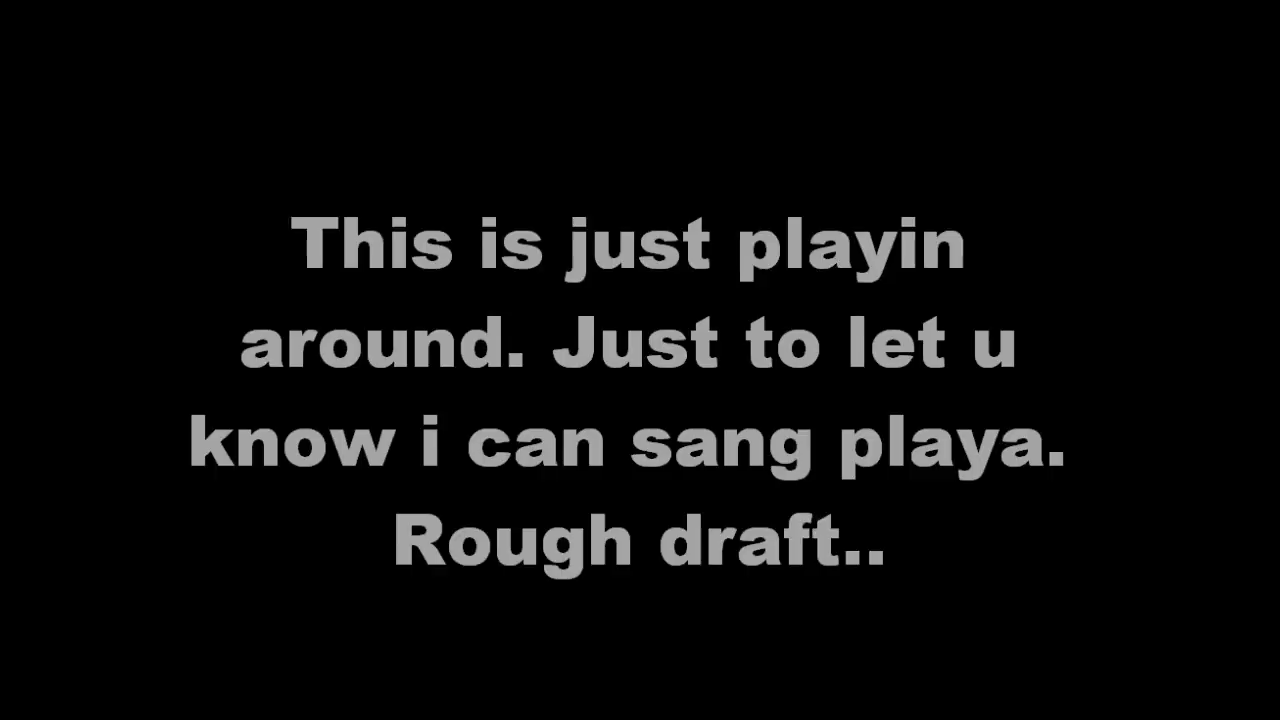 This is just playin
around. Just to let u
know i can sang playa.
Rough draft..